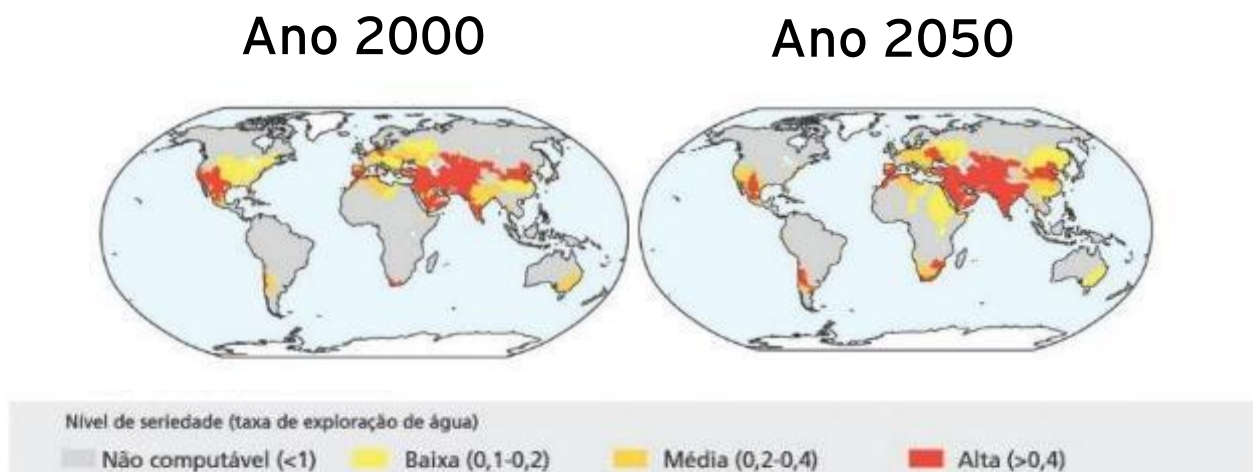 Ano 2000
Ano 2050
Nível de seriedade (taxa de exploração de água)
Não computável (<1)
Baixa (0,1-0,2)
Média (0,2-0,4)
Alta (>0,4)